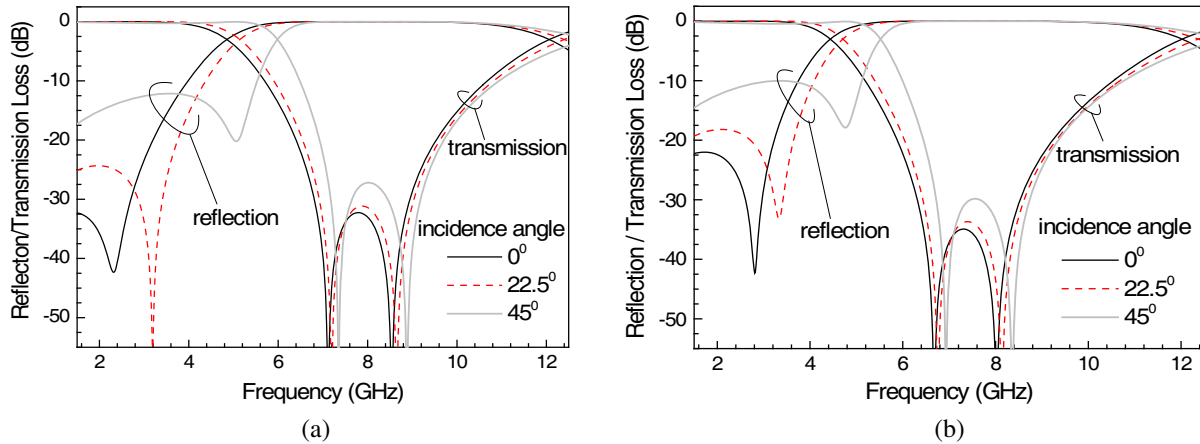 Reflecton/Transmission Loss (dB)
0
-10
-20
-30
-40
-50
reflection
transmission
incidence angle
0⁰
22.5⁰
45⁰
2 4 6 8 10 12
Frequency (GHz)
(a)
Reflection / Transmission Loss (dB)
0
-10
-20
-30
-40
-50
reflection
transmission
incidence angle
0⁰
22.5⁰
45⁰
2 4 6 8 10 12
Frequency (GHz)
(b)